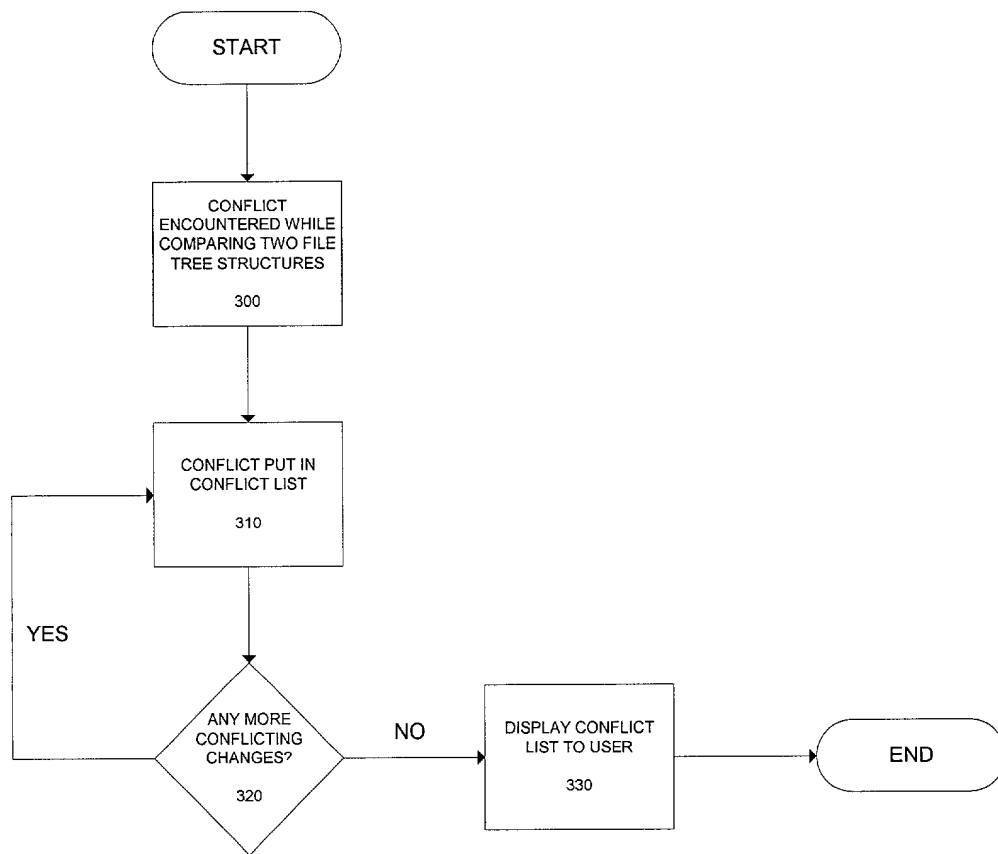 START
CONFLICT
ENCOUNTERED WHILE
COMPARING TWO FILE
TREE STRUCTURES
300
CONFLICT PUT IN
CONFLICT LIST
310
YES
ANY MORE
CONFLICTING
CHANGES?
320
NO
DISPLAY CONFLICT
LIST TO USER
330
END